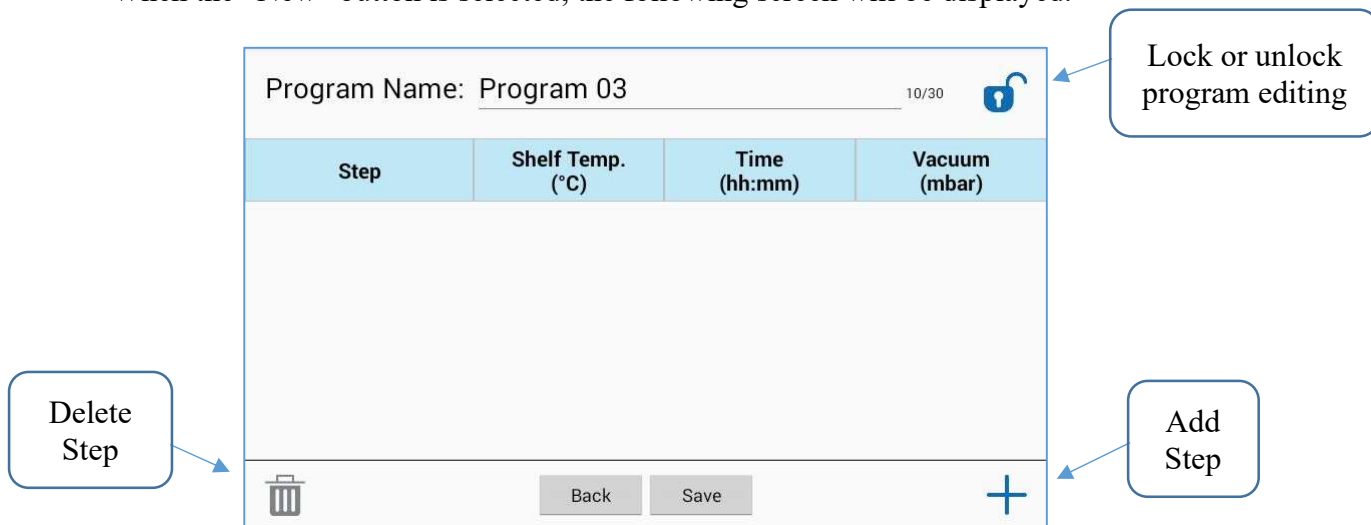 Lock or unlock
program editing
Program Name: Program 03 10/30
Step Shelf Temp. (°C) Time (hh:mm) Vacuum (mbar)
Delete
Step
Add
Step
Back Save